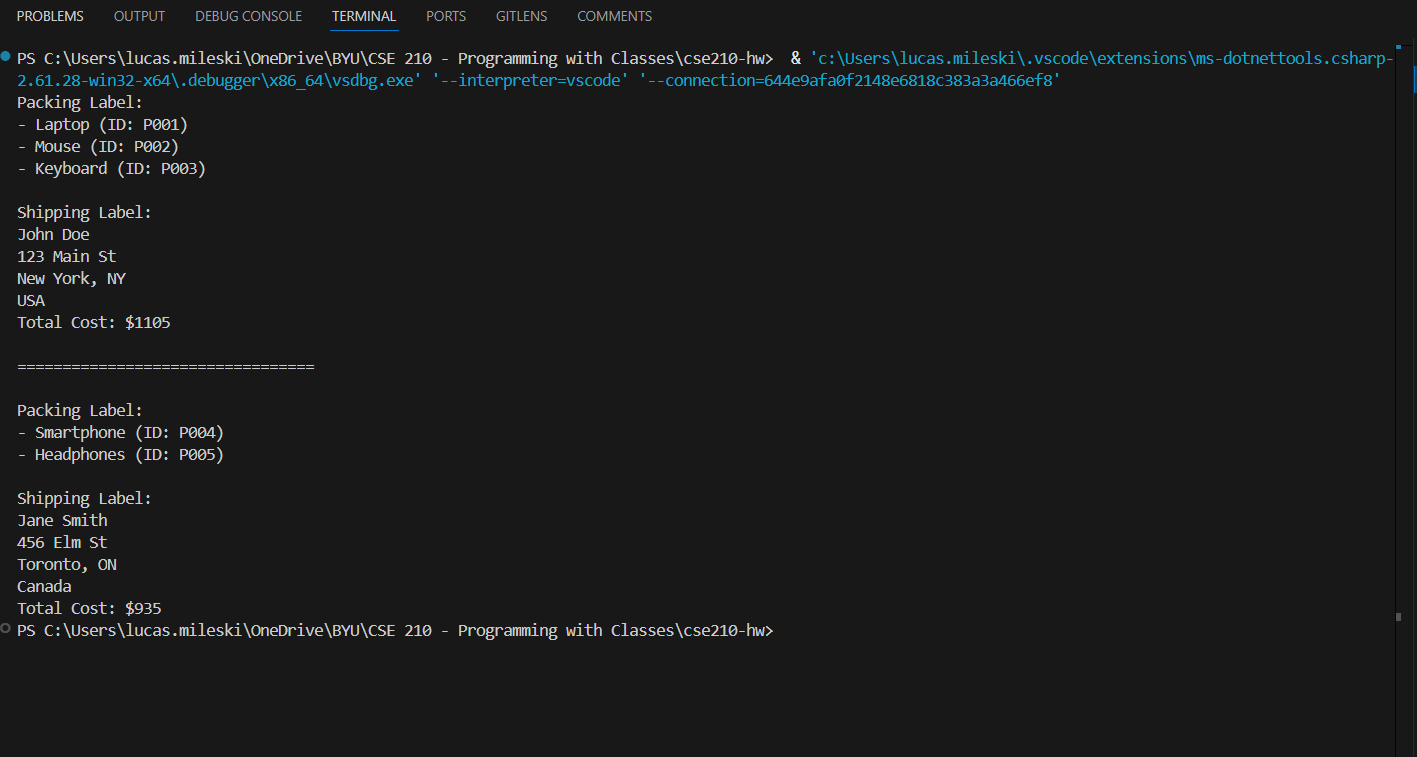 PROBLEMS OUTPUT DEBUG CONSOLE TERMINAL PORTS GITLENS COMMENTS
PS C:\Users\lucas.mileski\OneDrive\BYU\CSE 210 - Programming with Classes\cse210-hw>  & 'c:\Users\lucas.mileski\.vscode\extensions\ms-dotnettools.csharp-
2.61.28-win32-x64\.debugger\x86_64\vsdbg.exe' '--interpreter=vscode' '--connection=644e9afa0f2148e6818c383a3a466ef8'
Packing Label:
- Laptop (ID: P001)
- Mouse (ID: P002)
- Keyboard (ID: P003)

Shipping Label:
John Doe
123 Main St
New York, NY
USA
Total Cost: $1105

=================================

Packing Label:
- Smartphone (ID: P004)
- Headphones (ID: P005)

Shipping Label:
Jane Smith
456 Elm St
Toronto, ON
Canada
Total Cost: $935
PS C:\Users\lucas.mileski\OneDrive\BYU\CSE 210 - Programming with Classes\cse210-hw>